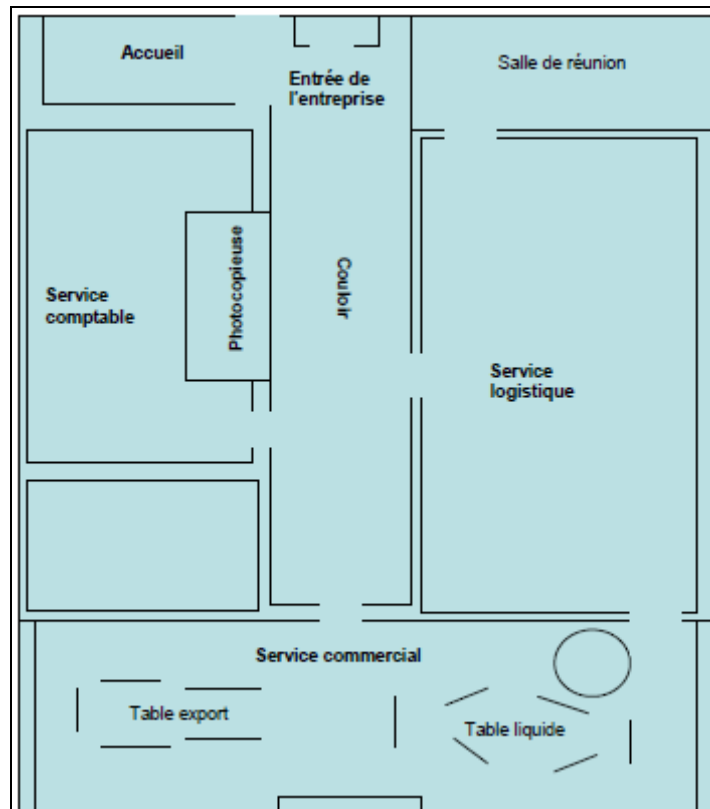 Accueil
Salle de réunion
Entrée de
l'entreprise
Photocopieuse
Couloir
Service
comptable
Service
logistique
Service commercial
Table export
Table liquide